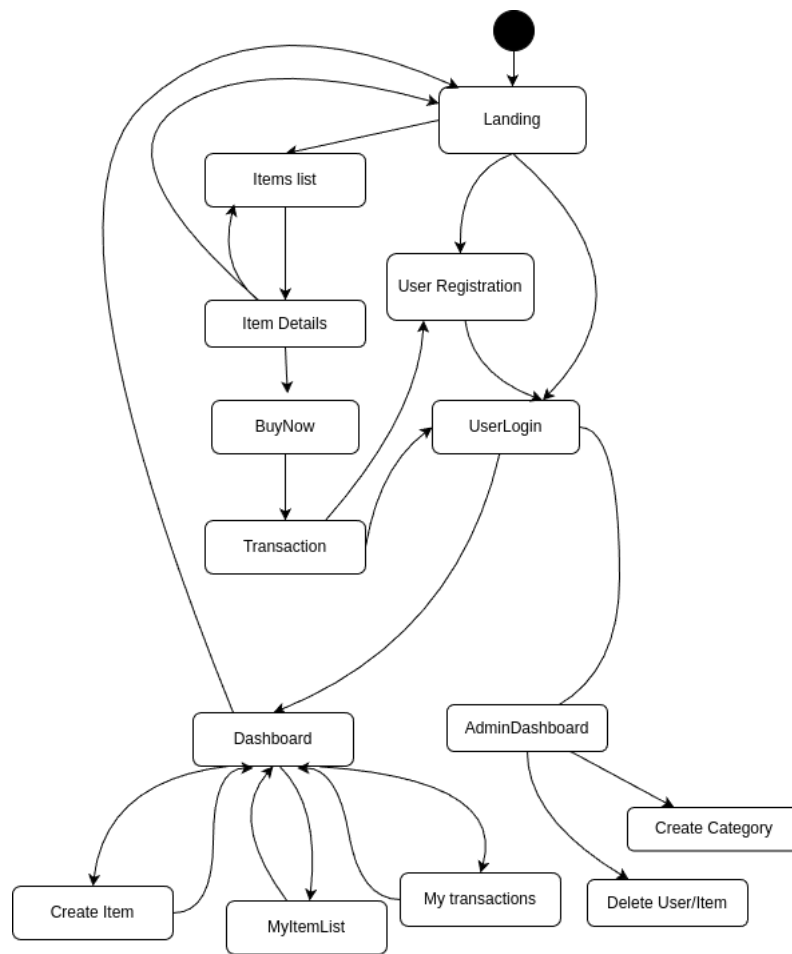 Landing
Items list
User Registration
Item Details
BuyNow
UserLogin
Transaction
Dashboard
AdminDashboard
Create Category
Create Item
MyItemList
My transactions
Delete User/Item